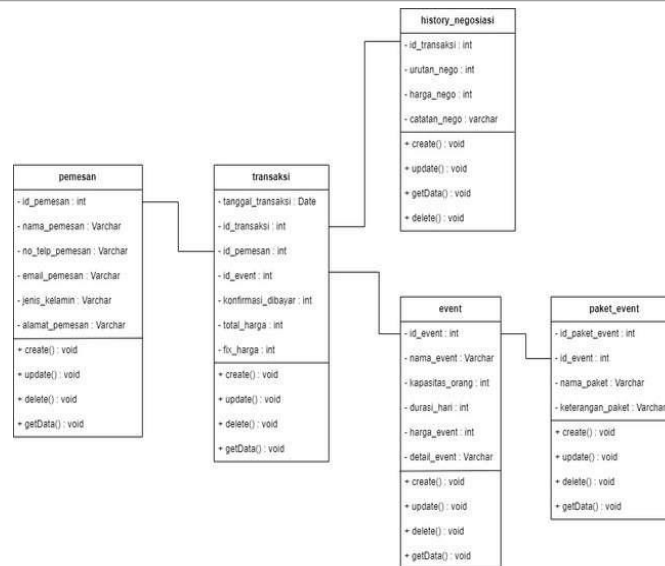 history_negosiasi
- id_transaksi : int
- urutan_nego : int
- harga_nego : int
- catatan_nego : varchar
+ create() : void
+ update() : void
+ getData() : void
+ delete() : void
pemesan
- id_pemesan : int
- nama_pemesan : Varchar
- no_telp_pemesan : Varchar
- email_pemesan : Varchar
- jenis_kelamin : Varchar
- alamat_pemesan : Varchar
+ create() : void
+ update() : void
+ delete() : void
+ getData() : void
transaksi
- tanggal_transaksi : Date
- id_transaksi : int
- id_pemesan : int
- id_event : int
- konfirmasi_dibayar : int
- total_harga : int
- fix_harga : int
+ create() : void
+ update() : void
+ delete() : void
+ getData() : void
event
- id_event : int
- nama_event : Varchar
- kapasitas_orang : int
- durasi_hari : int
- harga_event : int
- detail_event : Varchar
+ create() : void
+ update() : void
+ delete() : void
+ getData() : void
paket_event
- id_paket_event : int
- id_event : int
- nama_paket : Varchar
- keterangan_paket : Varchar
+ create() : void
+ update() : void
+ delete() : void
+ getData() : void